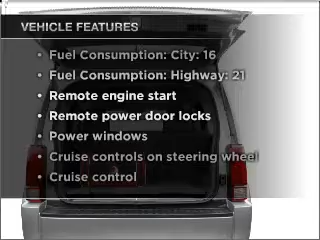 VEHICLE FEATURES
• Fuel Consumption: City: 16
• Fuel Consumption: Highway: 21
• Remote engine start
• Remote power door locks
• Power windows
• Cruise controls on steering wheel
• Cruise control